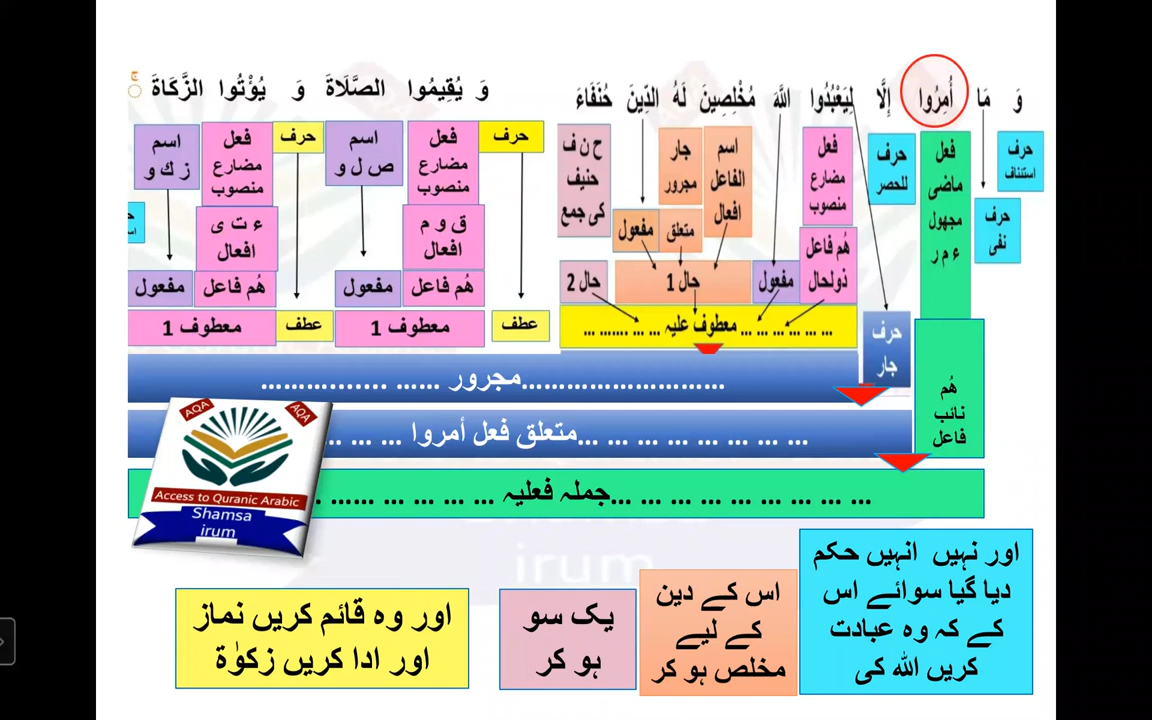 وَ مَا أُمِرُوا إِلَّا لِيَعْبُدُوا اللَّهَ مُخْلِصِينَ لَهُ الدِّينَ حُنَفَاءَ وَ يُقِيمُوا الصَّلَاةَ وَ يُؤْتُوا الزَّكَاةَ ۚ
حرف
استئناف
حرف
نفی
فعل
ماضی
مجهول
ء م ر
هُم
نائب
فاعل
حرف
للحصر
حرف
جار
فعل
مضارع
منصوب
هُم فاعل
ذولحال
مفعول
اسم
الفاعل
افعال
جار
مجرور
متعلق
مفعول
حال 1
ح ن ف
حنیف
کی جمع
حال 2
... ... ... ... ... معطوف علیہ ... ... ....... ...
حرف
عطف
فعل
مضارع
منصوب
ق و م
افعال
هُم فاعل
اسم
ص ل و
مفعول
معطوف 1
حرف
عطف
فعل
مضارع
منصوب
ء ت ی
افعال
هُم فاعل
اسم
ز ك و
مفعول
معطوف 1
...........................مجرور ...... ................
... ... ... ... ... ... ...متعلق فعل أمروا ... ... ..
... ... ... ... ... ... ... ... ...جملہ فعلیہ ... ... ... ... ......
AQA
AQA
Access to Quranic Arabic
Shamsa
irum
irum
اور نہیں انہیں حکم
دیا گیا سوائے اس
کے کہ وہ عبادت
کریں اللہ کی
اس کے دین
کے لیے
مخلص ہو کر
یک سو
ہو کر
اور وہ قائم کریں نماز
اور ادا کریں زکوٰۃ